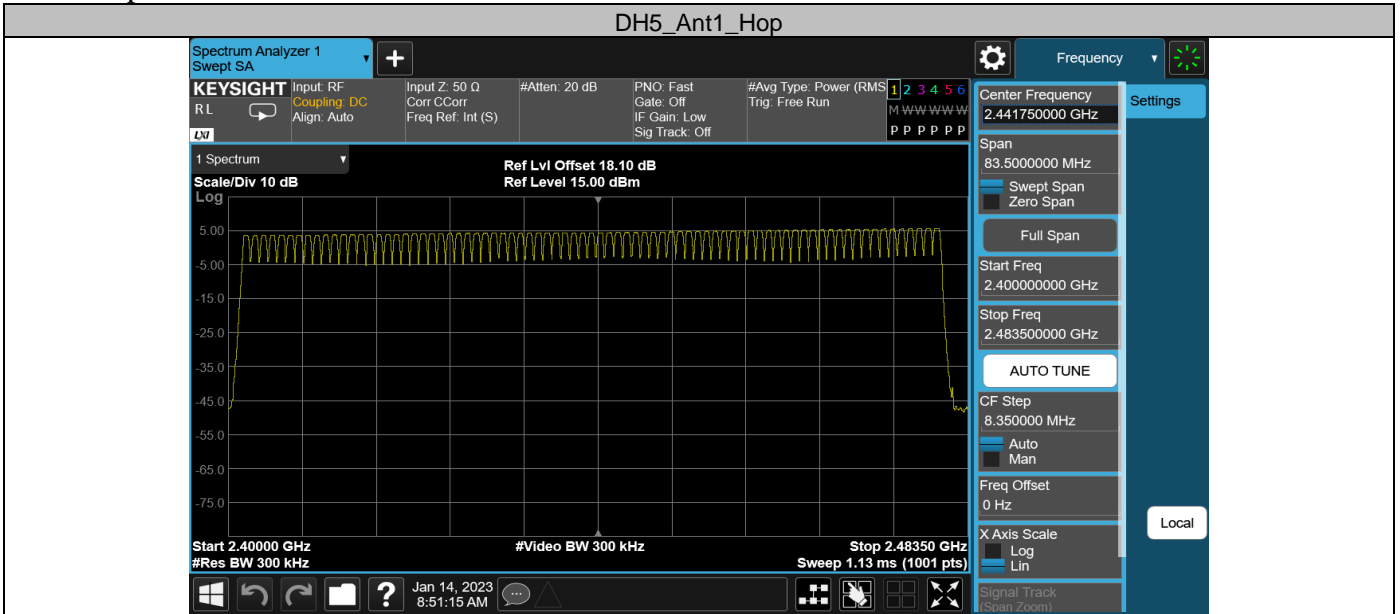 DH5_Ant1_Hop
Spectrum Analyzer 1
Swept SA
Frequency
KEYSIGHT
RL
LXI
Input: RF
Coupling: DC
Align: Auto
Input Z: 50 Ω
Corr CCorr
Freq Ref: Int (S)
#Atten: 20 dB
PNO: Fast
Gate: Off
IF Gain: Low
Sig Track: Off
#Avg Type: Power (RMS
Trig: Free Run
1 2 3 4 5 6
M W W W W W
P P P P P P
1 Spectrum
Scale/Div 10 dB
Log
Ref Lvl Offset 18.10 dB
Ref Level 15.00 dBm
5.00
-5.00
-15.0
-25.0
-35.0
-45.0
-55.0
-65.0
-75.0
Start 2.40000 GHz
#Res BW 300 kHz
#Video BW 300 kHz
Stop 2.48350 GHz
Sweep 1.13 ms (1001 pts)
Center Frequency
2.441750000 GHz
Span
83.5000000 MHz
Swept Span
Zero Span
Full Span
Start Freq
2.400000000 GHz
Stop Freq
2.483500000 GHz
AUTO TUNE
CF Step
8.350000 MHz
Auto
Man
Freq Offset
0 Hz
X Axis Scale
Log
Lin
Signal Track
(Span Zoom)
Settings
Local
?
Jan 14, 2023
8:51:15 AM